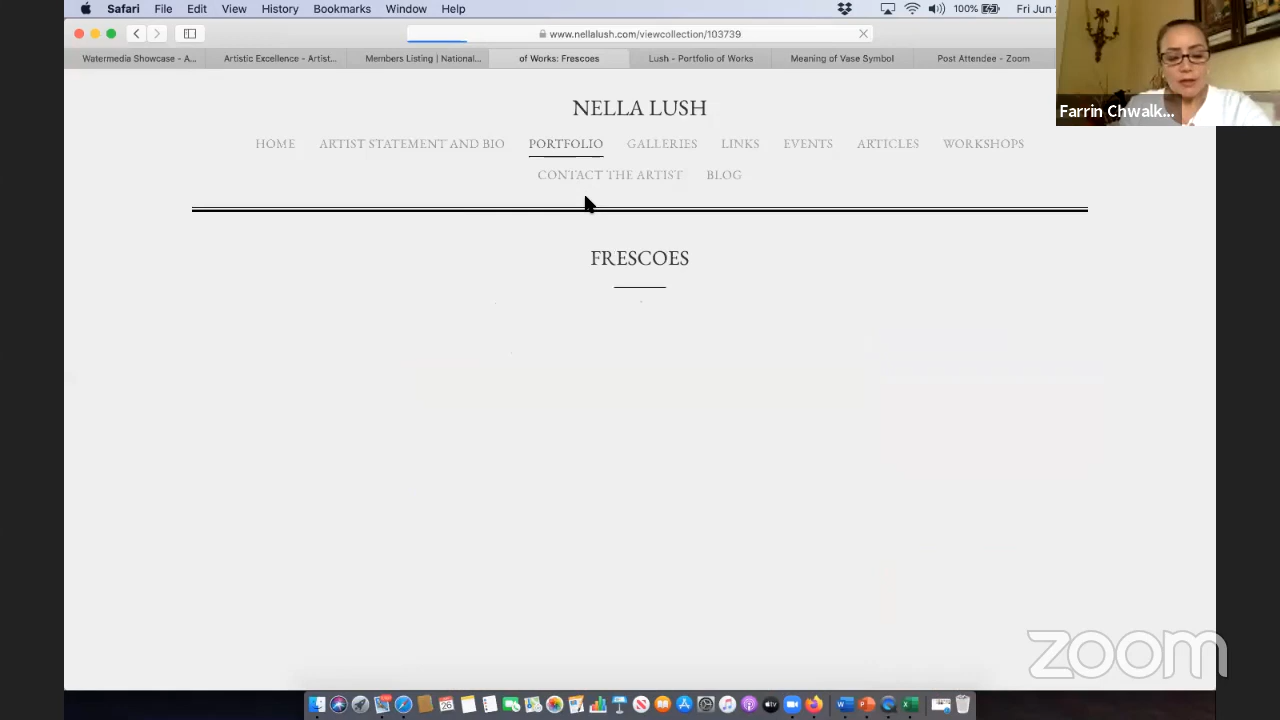 Safari File Edit View History Bookmarks Window Help 100% Fri Jun
www.nellalush.com/viewcollection/103739
Watermedia Showcase - A... Artistic Excellence - Artist... Members Listing | National... of Works: Frescoes Lush - Portfolio of Works Meaning of Vase Symbol Post Attendee - Zoom
Farrin Chwalk...
NELLA LUSH
HOME ARTIST STATEMENT AND BIO PORTFOLIO GALLERIES LINKS EVENTS ARTICLES WORKSHOPS
CONTACT THE ARTIST BLOG
FRESCOES
zoom
26
tv